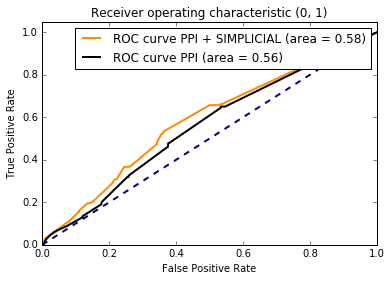 Receiver operating characteristic (0, 1)
ROC curve PPI + SIMPLICIAL (area = 0.58)
ROC curve PPI (area = 0.56)
True Positive Rate
1.0
0.8
0.6
0.4
0.2
0.0
0.0 0.2 0.4 0.6 0.8 1.0
False Positive Rate